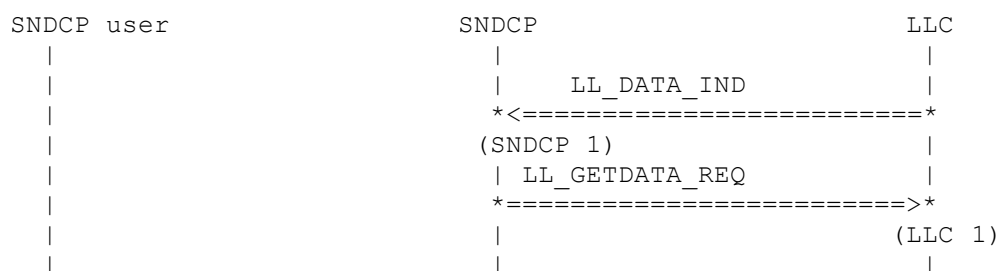 SNDCP user SNDCP LLC
LL_DATA_IND
*<==========================*
(SNDCP 1)
LL_GETDATA_REQ
*==========================>*
(LLC 1)